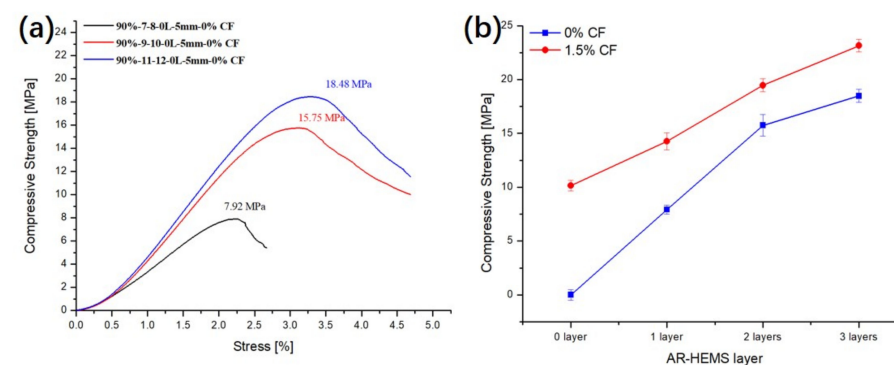 (a)
90%-7-8-0L-5mm-0% CF
90%-9-10-0L-5mm-0% CF
90%-11-12-0L-5mm-0% CF
18.48 MPa
15.75 MPa
7.92 MPa
Compressive Strength [MPa]
24
22
20
18
16
14
12
10
8
6
4
2
0
0.0 0.5 1.0 1.5 2.0 2.5 3.0 3.5 4.0 4.5 5.0
Stress [%]
(b)
0% CF
1.5% CF
Compressive Strength [MPa]
25
20
15
10
5
0
0 layer 1 layer 2 layers 3 layers
AR-HEMS layer